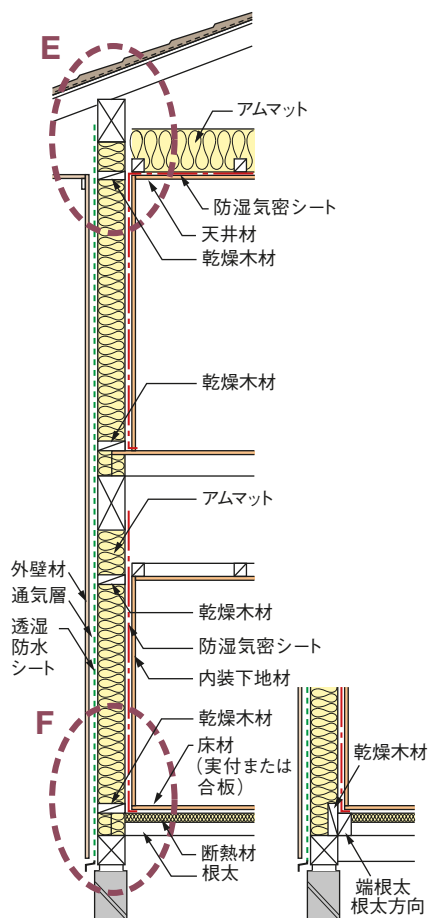 E
アムマット
防湿気密シート
天井材
乾燥木材
乾燥木材
アムマット
外壁材
通気層
透湿
防水
シート
乾燥木材
防湿気密シート
内装下地材
F
乾燥木材
床材
(実付または
合板)
断熱材
根太
乾燥木材
端根太
根太方向